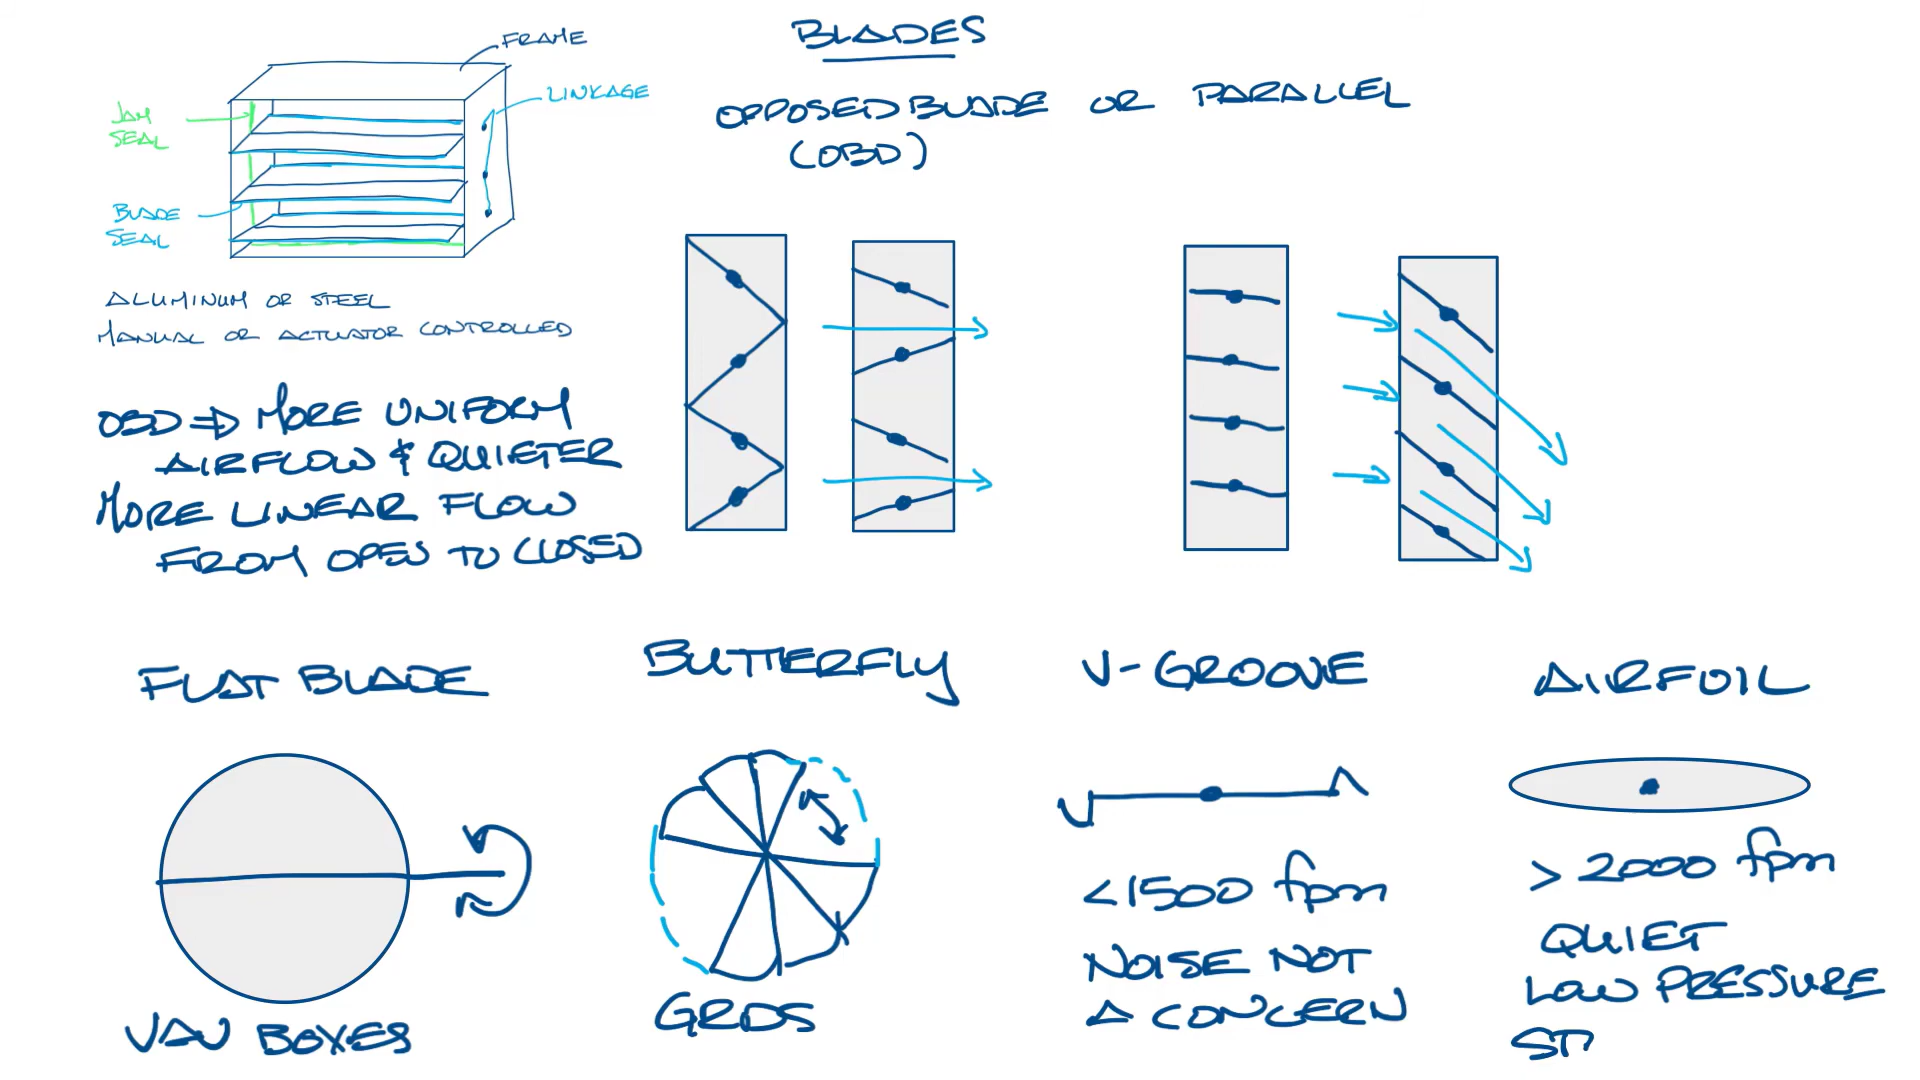 FRAME
LINKAGE
JAM
SEAL
BLADE
SEAL
ALUMINUM OR STEEL
MANUAL OR ACTUATOR CONTROLLED
BLADES
OPPOSED BLADE OR PARALLEL
(OBD)
OBD ⇒ MORE UNIFORM
AIRFLOW & QUIETER
MORE LINEAR FLOW
FROM OPEN TO CLOSED
FLAT BLADE
VAV BOXES
BUTTERFLY
GRDS
V-GROOVE
<1500 fpm
NOISE NOT
A CONCERN
AIRFOIL
>2000 fpm
QUIET
LOW PRESSURE
ST